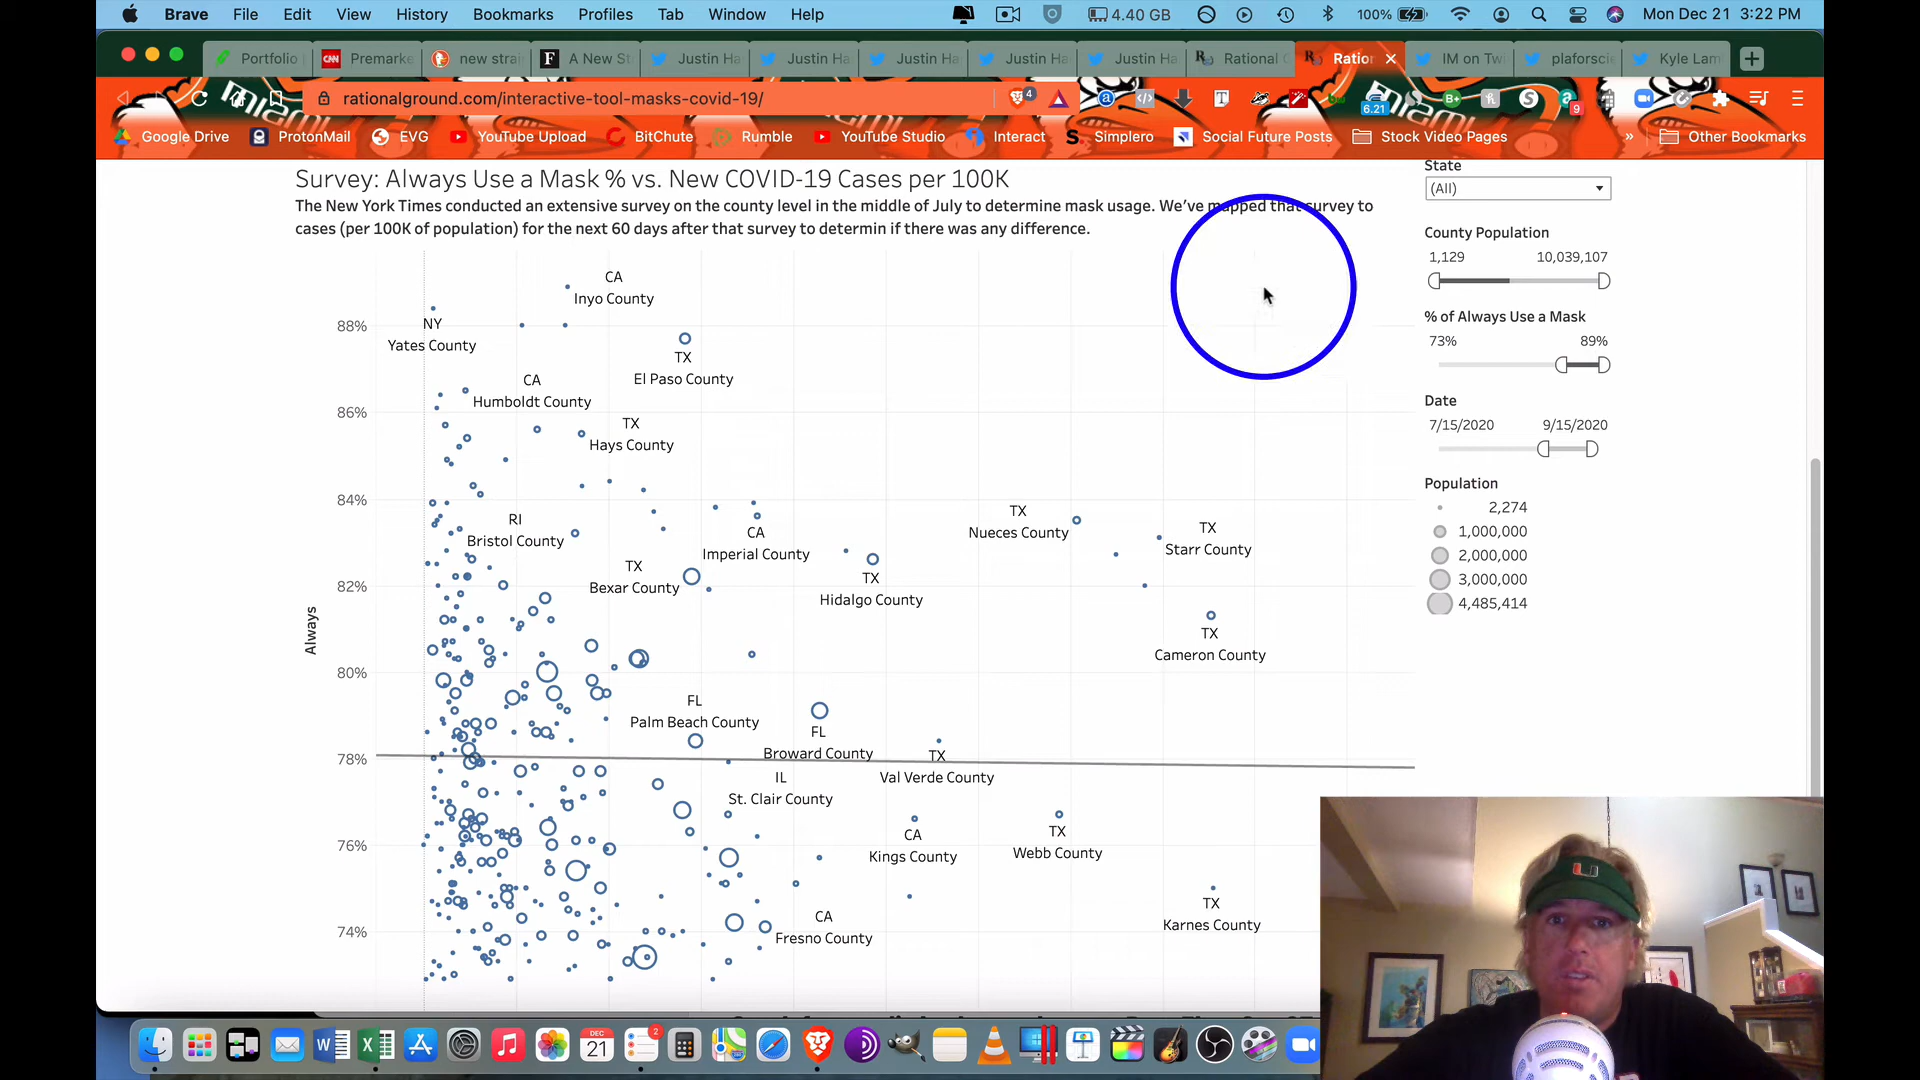 Brave File Edit View History Bookmarks Profiles Tab Window Help 4.40 GB 100% Mon Dec 21 3:22 PM
Portfolio CNN Premarke new strai A New St Justin Ha Justin Ha Justin Ha Justin Ha Justin Ha Rational Ration IM on Tw plaforscie Kyle Lam
rationalground.com/interactive-tool-masks-covid-19/ 4 6.21 9
Google Drive ProtonMail EVG YouTube Upload BitChute Rumble YouTube Studio Interact Simplero Social Future Posts Stock Video Pages » Other Bookmarks
Survey: Always Use a Mask % vs. New COVID-19 Cases per 100K
The New York Times conducted an extensive survey on the county level in the middle of July to determine mask usage. We've mapped that survey to
cases (per 100K of population) for the next 60 days after that survey to determin if there was any difference.
State
(All)
County Population
1,129 10,039,107
% of Always Use a Mask
73% 89%
Date
7/15/2020 9/15/2020
Population
2,274
1,000,000
2,000,000
3,000,000
4,485,414
Always
88%
86%
84%
82%
80%
78%
76%
74%
CA
Inyo County
NY
Yates County
TX
El Paso County
CA
Humboldt County
TX
Hays County
RI
Bristol County
CA
Imperial County
TX
Nueces County
TX
Starr County
TX
Bexar County
TX
Hidalgo County
TX
Cameron County
FL
Palm Beach County
FL
Broward County
TX
Val Verde County
IL
St. Clair County
CA
Kings County
TX
Webb County
TX
Karnes County
CA
Fresno County
DEC
21
2
U